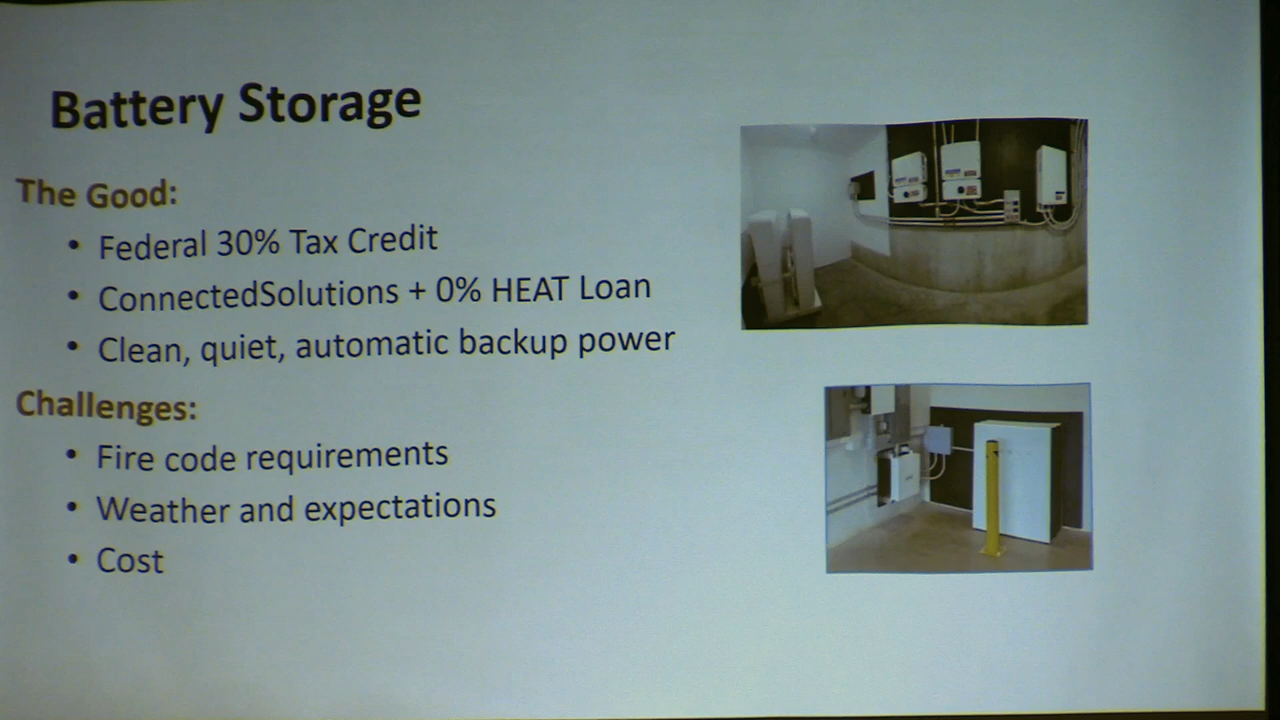 Battery Storage
The Good:
• Federal 30% Tax Credit
• ConnectedSolutions + 0% HEAT Loan
• Clean, quiet, automatic backup power
Challenges:
• Fire code requirements
• Weather and expectations
• Cost